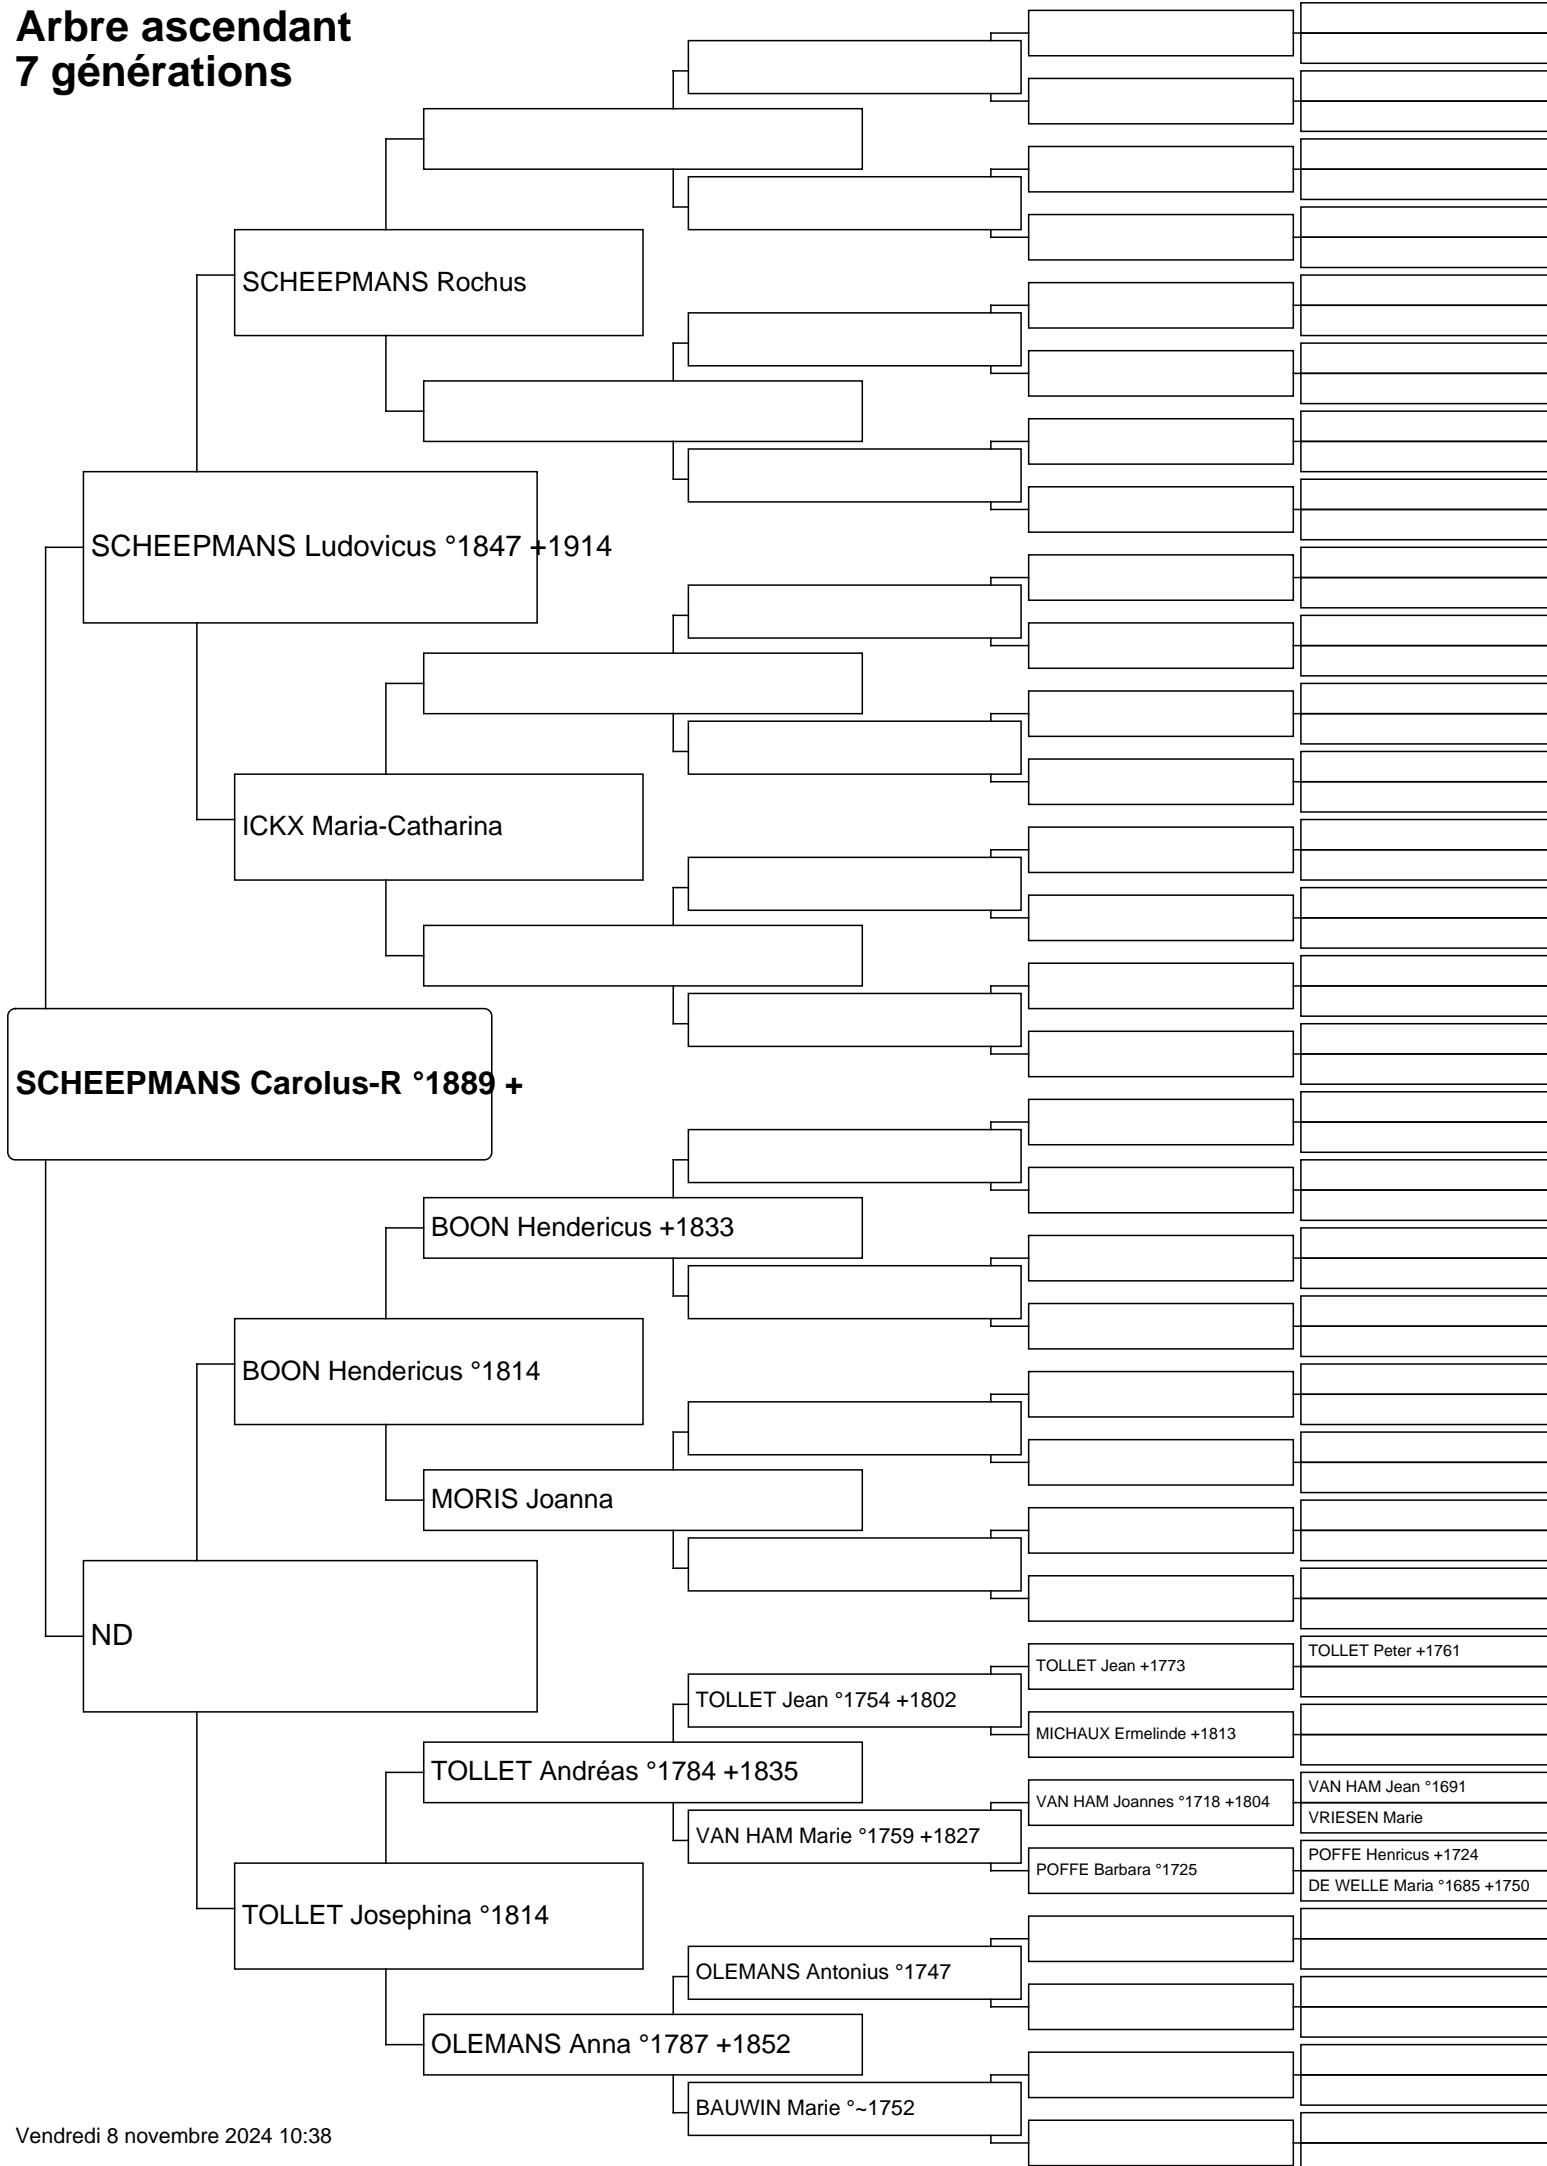 Arbre ascendant
7 générations
SCHEEPMANS Rochus
SCHEEPMANS Ludovicus °1847 +1914
ICKX Maria-Catharina
SCHEEPMANS Carolus-R °1889 +
BOON Hendericus +1833
BOON Hendericus °1814
MORIS Joanna
ND
TOLLET Peter +1761
TOLLET Jean +1773
TOLLET Jean °1754 +1802
MICHAUX Ermelinde +1813
TOLLET Andréas °1784 +1835
VAN HAM Jean °1691
VAN HAM Joannes °1718 +1804
VRIESEN Marie
VAN HAM Marie °1759 +1827
POFFE Henricus +1724
POFFE Barbara °1725
DE WELLE Maria °1685 +1750
TOLLET Josephina °1814
OLEMANS Antonius °1747
OLEMANS Anna °1787 +1852
BAUWIN Marie °~1752
Vendredi 8 novembre 2024 10:38